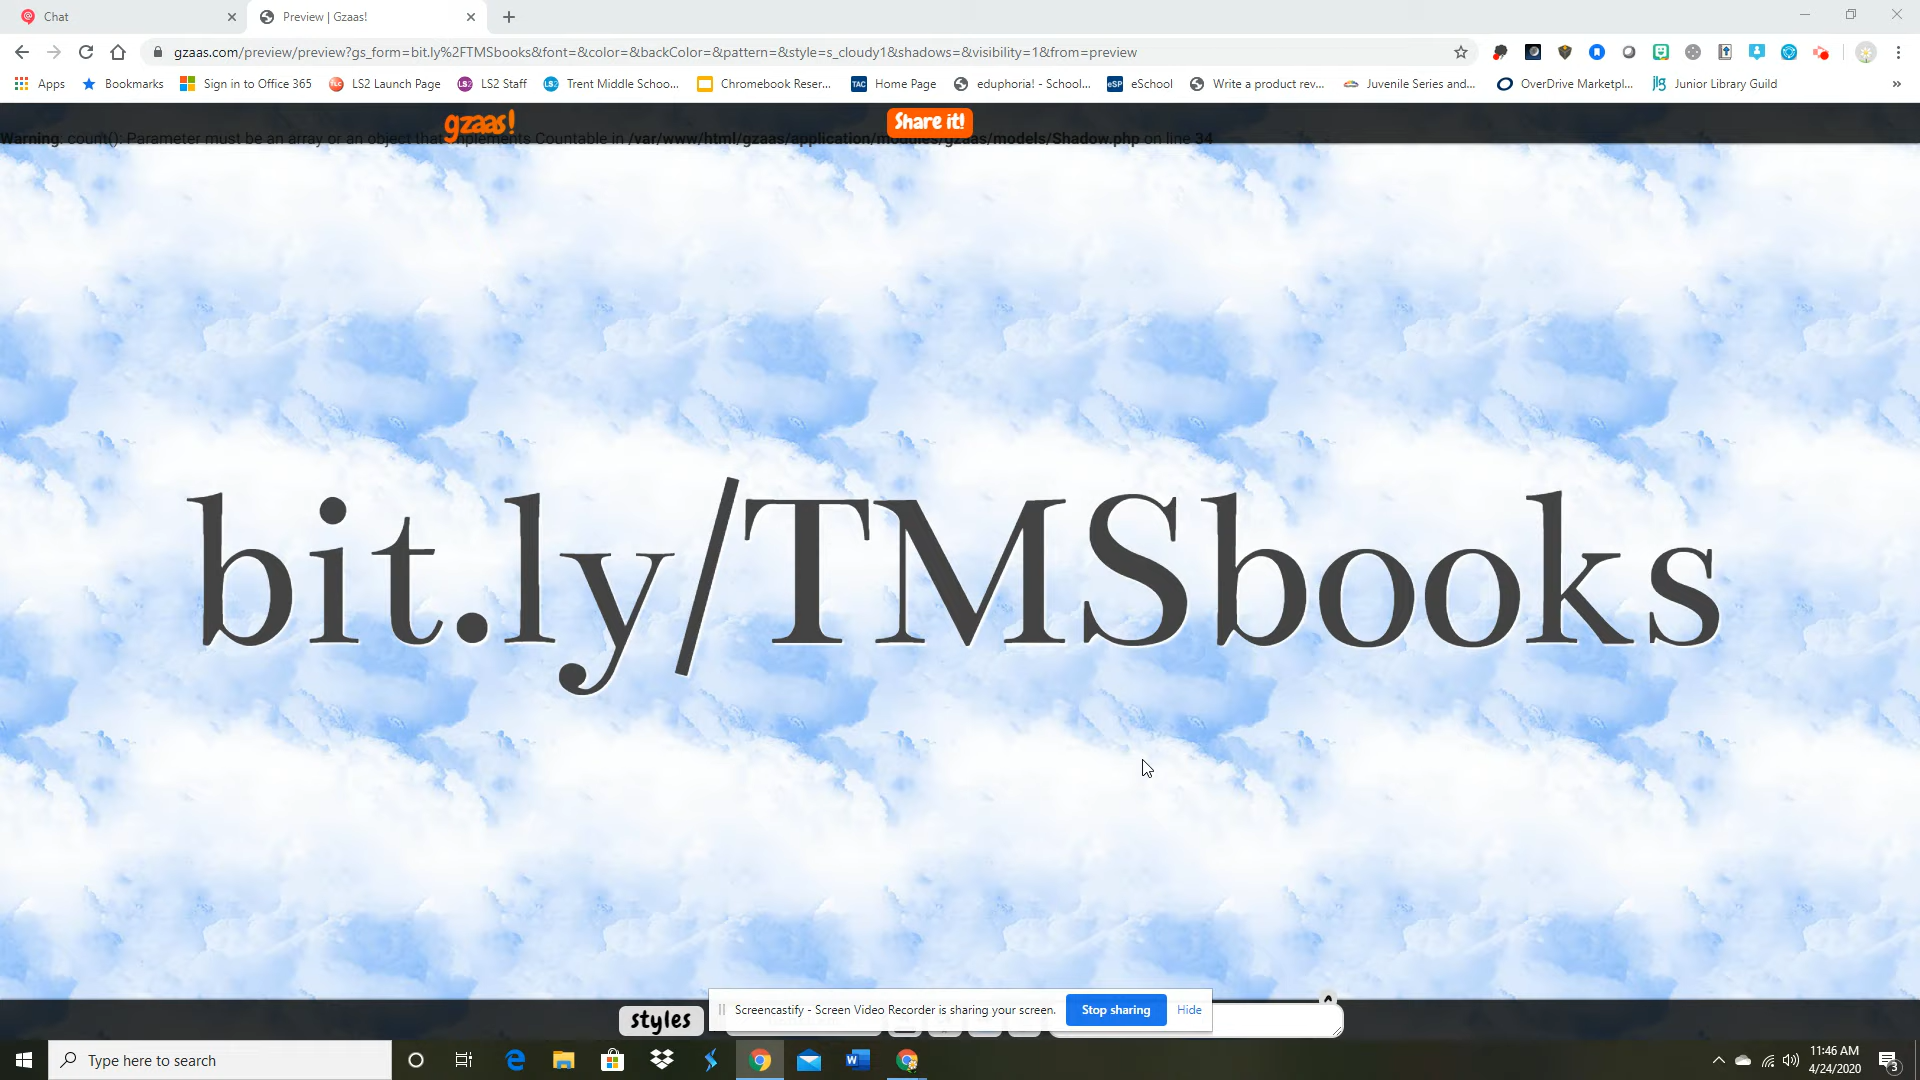 Chat
Preview | Gzaas!
gzaas.com/preview/preview?gs_form=bit.ly%2FTMSbooks&font=&color=&backColor=&pattern=&style=s_cloudy1&shadows=&visibility=1&from=preview
Apps Bookmarks Sign in to Office 365 LS2 Launch Page LS2 Staff Trent Middle Schoo... Chromebook Reser... Home Page eduphoria! - School... eSchool Write a product rev... Juvenile Series and... OverDrive Marketpl... Junior Library Guild »
gzaas! Share it!
Warning: count(): Parameter must be an array or an object that implements Countable in /var/www/html/gzaas/application/modules/gzaas/models/Shadow.php on line 34
bit.ly/TMSbooks
styles
Screencastify - Screen Video Recorder is sharing your screen. Stop sharing Hide
Type here to search
11:46 AM
4/24/2020
3